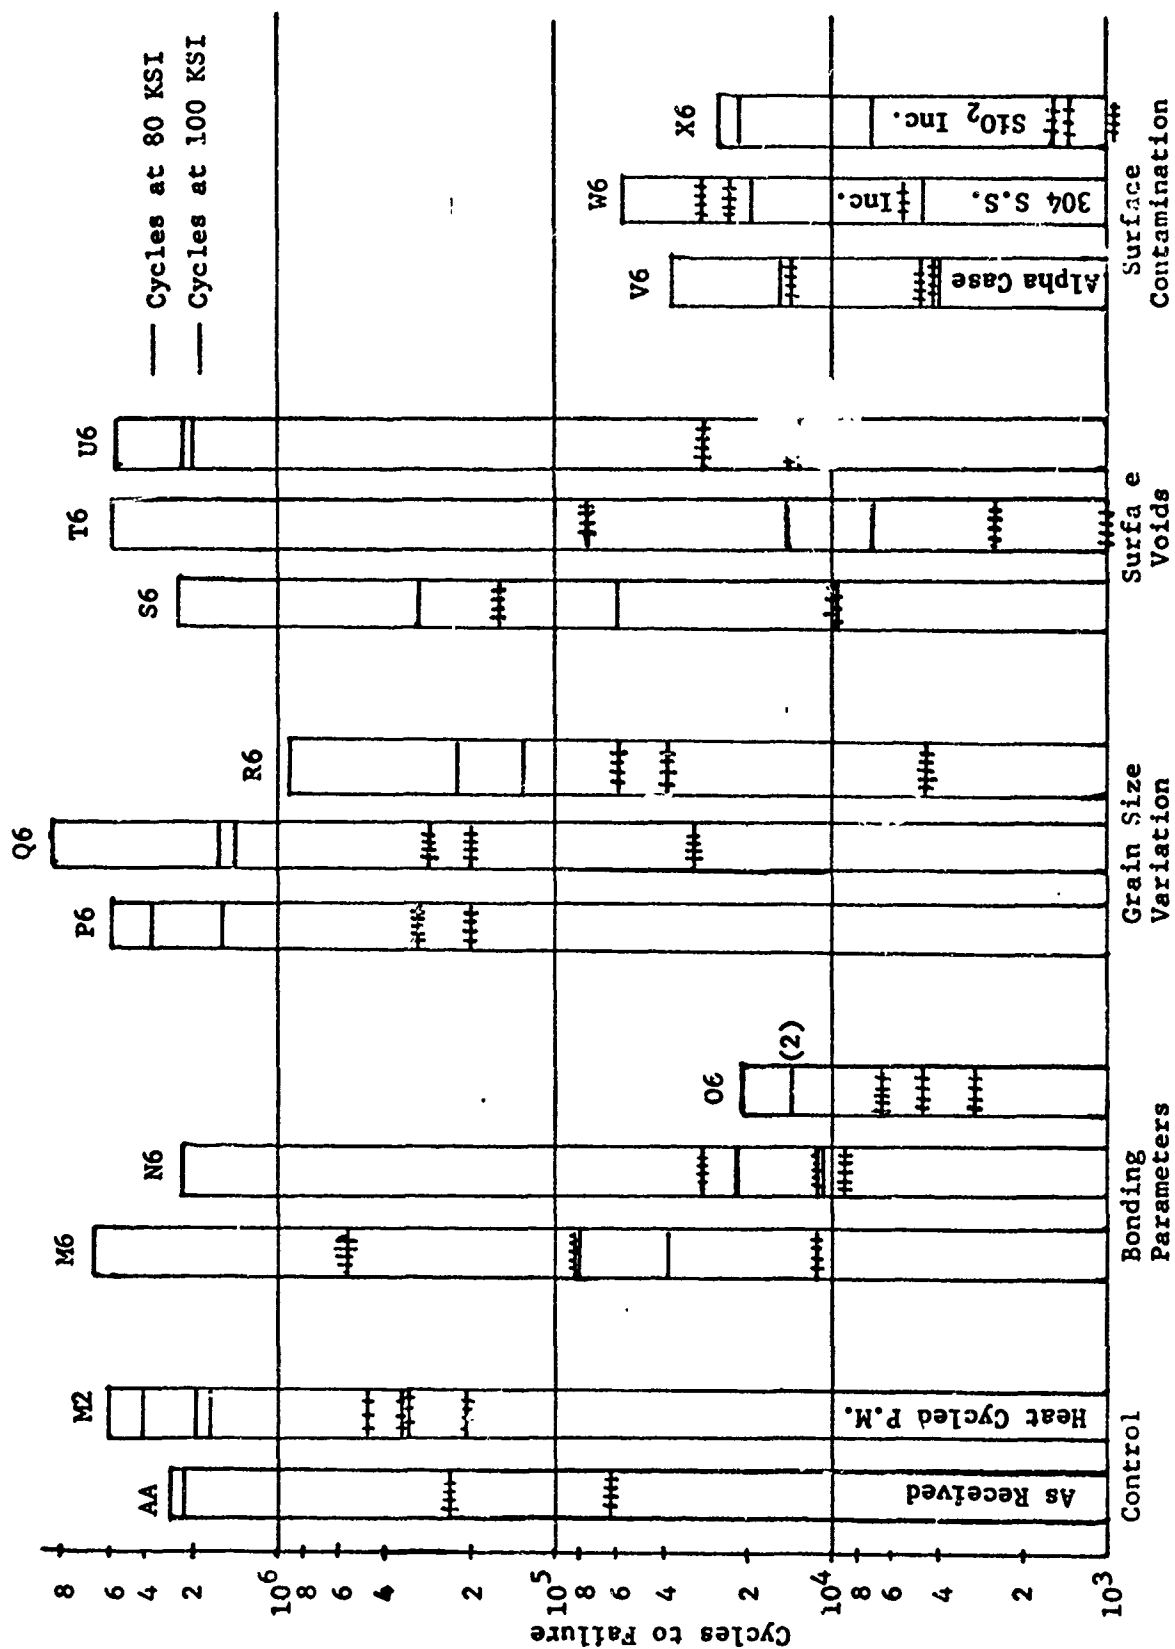 Cycles at 80 KSI
Cycles at 100 KSI
Cycles to Failure
8
6
4
2
10^6
8
6
4
2
10^5
8
6
4
2
10^4
8
6
4
2
10^3
AA
As Received
M2
Heat Cycled P.M.
Control
M6
N6
O6
(2)
Bonding
Parameters
P6
Q6
R6
Grain Size
Variation
S6
T6
U6
Surfa e
Voids
V6
Alpha Case
W6
304 S.S.
Inc.
X6
SiO₂ Inc.
Surface
Contamination